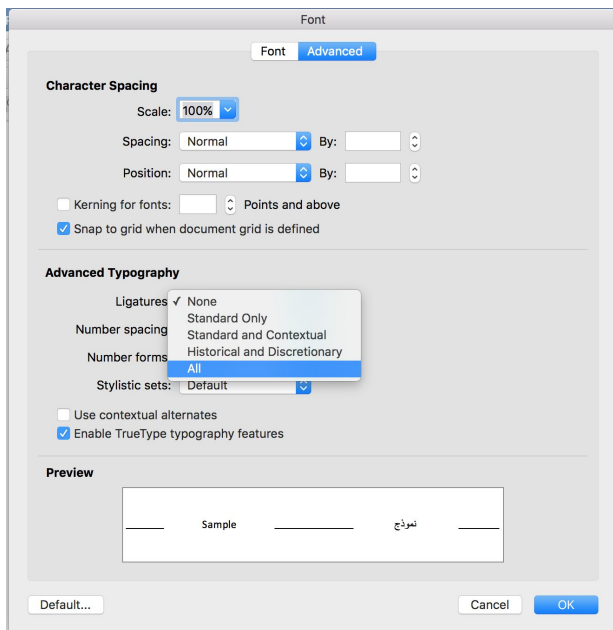 Font
Font Advanced
Character Spacing
Scale: 100%
Spacing: Normal By:
Position: Normal By:
Kerning for fonts: Points and above
Snap to grid when document grid is defined
Advanced Typography
Ligatures ✓ None
Standard Only
Number spacing Standard and Contextual
Number forms Historical and Discretionary
All
Stylistic sets: Default
Use contextual alternates
Enable TrueType typography features
Preview
Sample نموذج
Default... Cancel OK